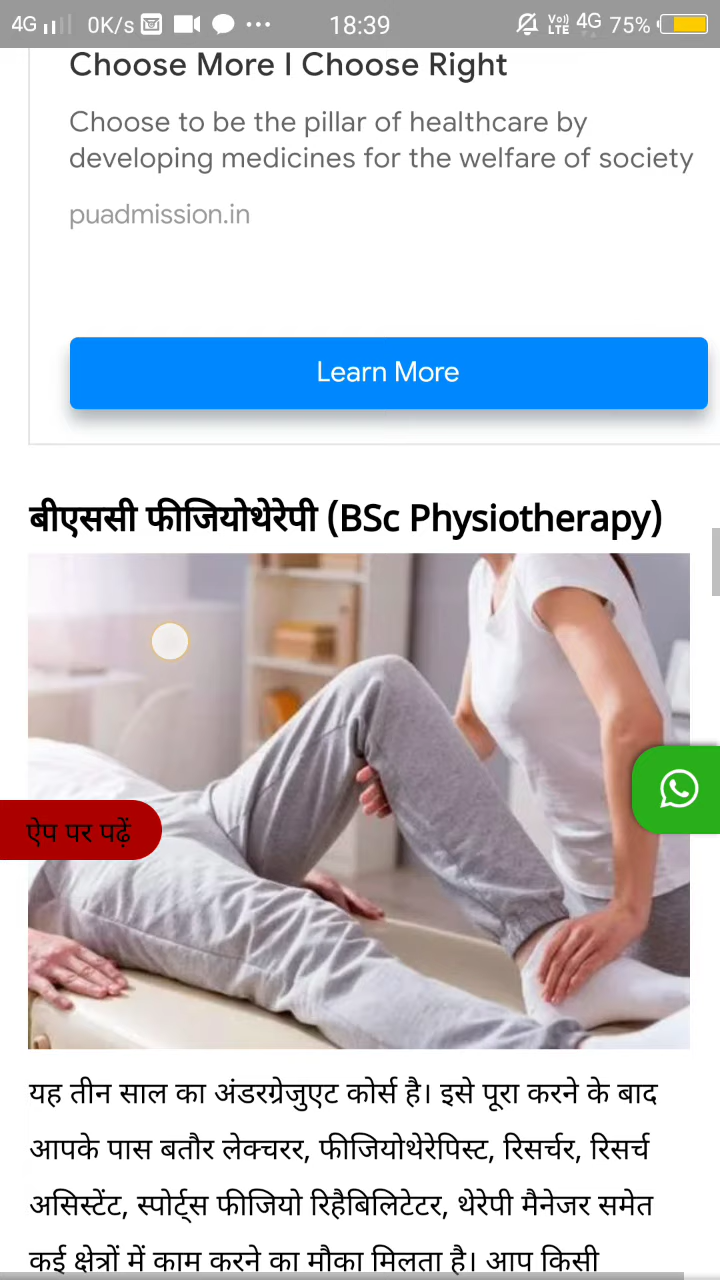 4G 0K/s 18:39 Vo)) LTE 4G 75%
Choose More I Choose Right
Choose to be the pillar of healthcare by
developing medicines for the welfare of society
puadmission.in
Learn More
बीएससी फीजियोथेरेपी (BSc Physiotherapy)
ऐप पर पढ़ें
यह तीन साल का अंडरग्रेजुएट कोर्स है। इसे पूरा करने के बाद
आपके पास बतौर लेक्चरर, फीजियोथेरेपिस्ट, रिसर्चर, रिसर्च
असिस्टेंट, स्पोर्ट्स फीजियो रिहैबिलिटेटर, थेरेपी मैनेजर समेत
कई क्षेत्रों में काम करने का मौका मिलता है। आप किसी